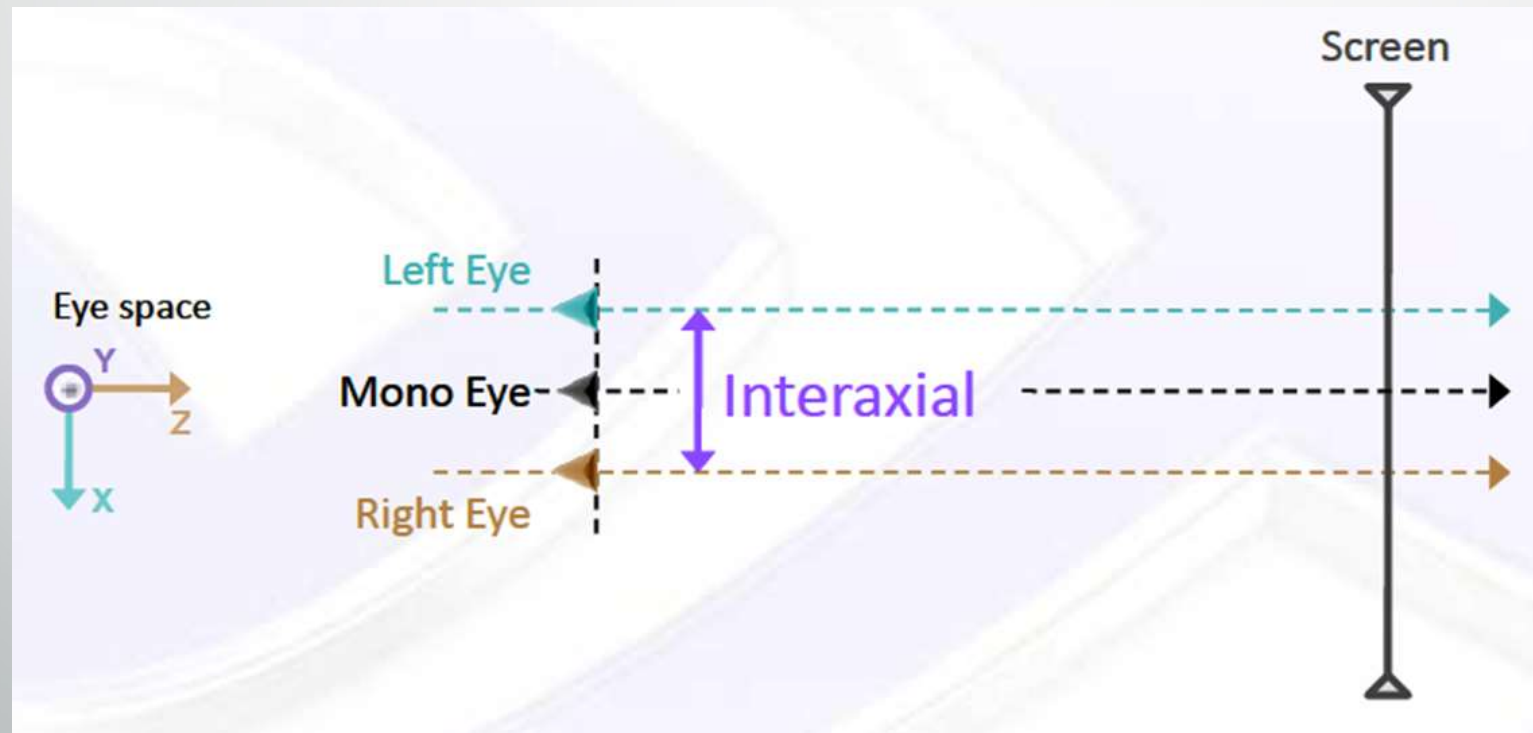 Screen
Left Eye
Eye space
Y
Mono Eye
Interaxial
Z
X
Right Eye